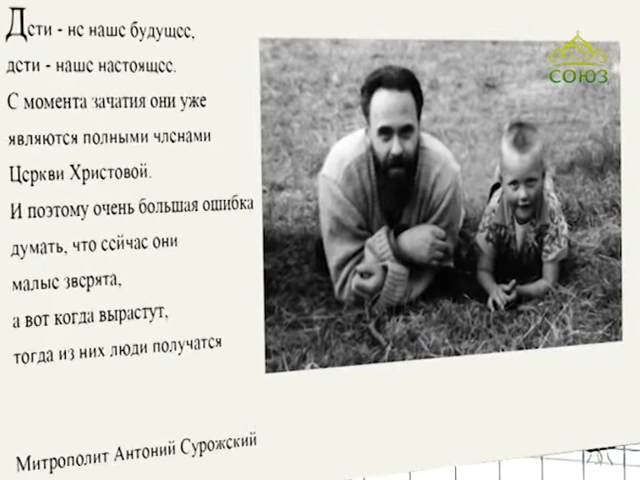 Дети - не наше будущее,
дети - наше настоящее.
С момента зачатия они уже
являются полными членами
Церкви Христовой.
И поэтому очень большая ошибка
думать, что сейчас они
малые зверята,
а вот когда вырастут,
тогда из них люди получатся
Митрополит Антоний Сурожский
СОЮЗ